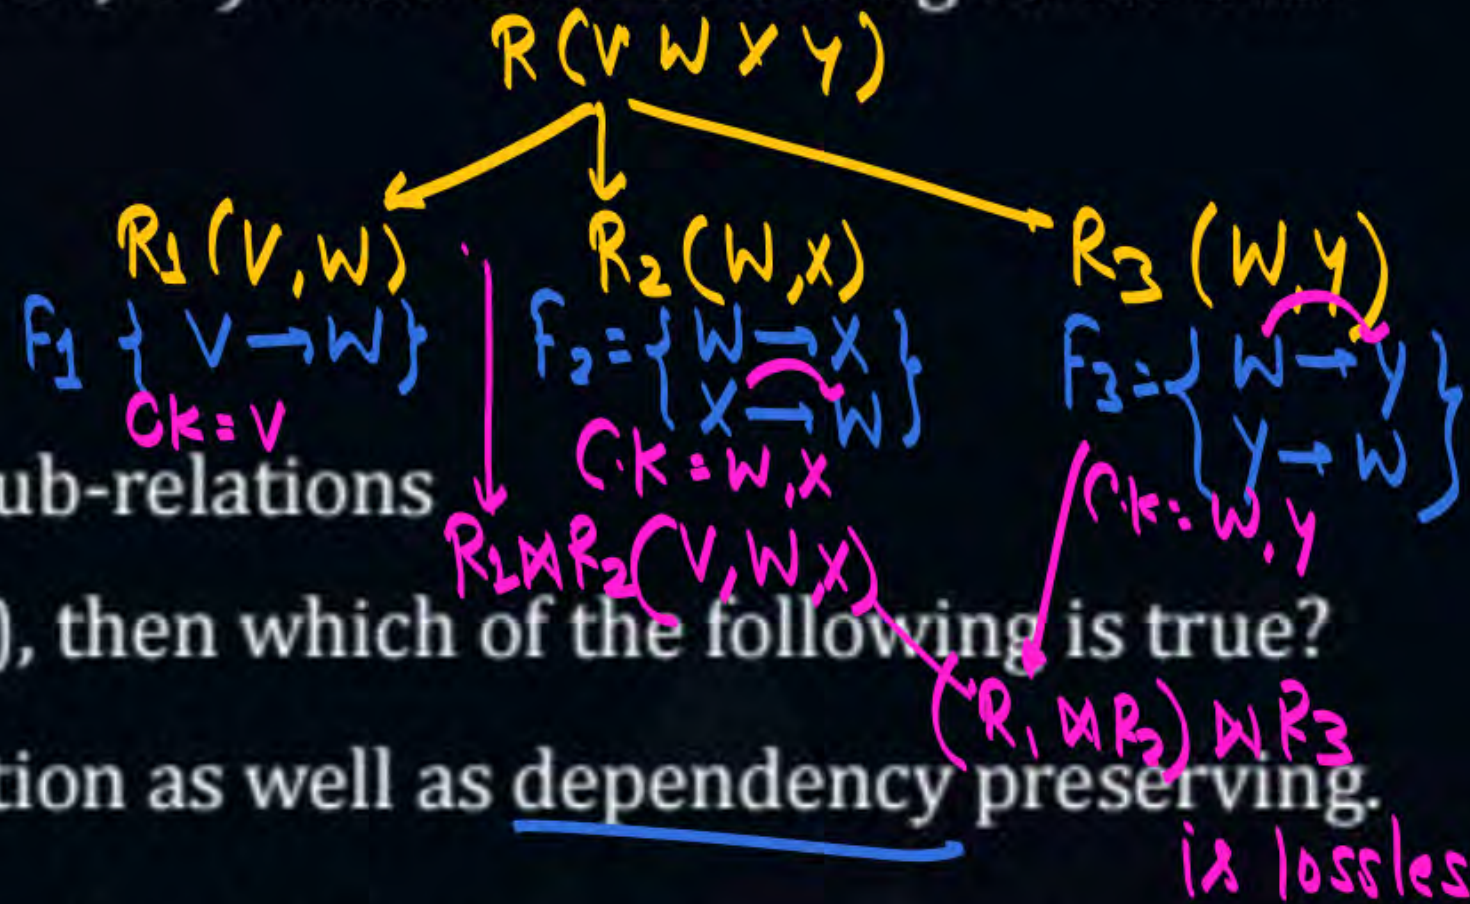 R(V W X Y)
R1(V,W) R2(W,X) R3(W,Y)
F1 { V→W} F2={ W→X F3={ W→Y
X→W } Y→W }
CK=V C.K=W,X C.K:W,Y
ub-relations
R1⋈R2(V,W,X)
), then which of the following is true?
(R1⋈R2)⋈R3
tion as well as dependency preserving.
is lossles